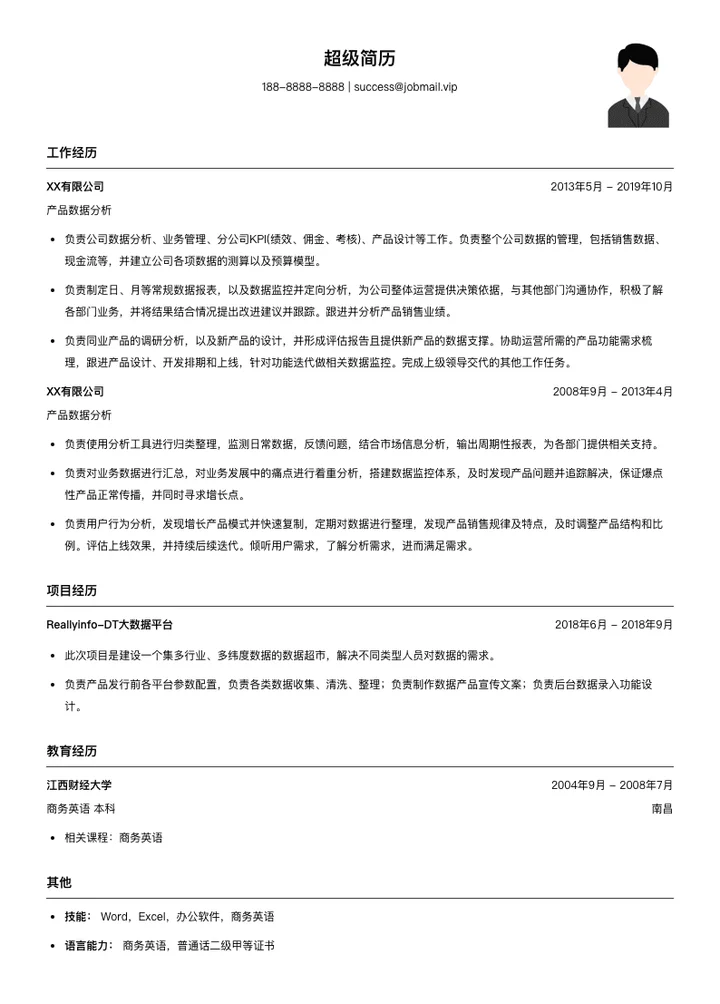 超级简历
188-8888-8888 | success@jobmail.vip
工作经历
XX有限公司 2013年5月 – 2019年10月
产品数据分析
• 负责公司数据分析、业务管理、分公司KPI(绩效、佣金、考核)、产品设计等工作。负责整个公司数据的管理，包括销售数据、
现金流等，并建立公司各项数据的测算以及预算模型。
• 负责制定日、月等常规数据报表，以及数据监控并定向分析，为公司整体运营提供决策依据，与其他部门沟通协作，积极了解
各部门业务，并将结果结合情况提出改进建议并跟踪。跟进并分析产品销售业绩。
• 负责同业产品的调研分析，以及新产品的设计，并形成评估报告且提供新产品的数据支撑。协助运营所需的产品功能需求梳
理，跟进产品设计、开发排期和上线，针对功能迭代做相关数据监控。完成上级领导交代的其他工作任务。
XX有限公司 2008年9月 – 2013年4月
产品数据分析
• 负责使用分析工具进行归类整理，监测日常数据，反馈问题，结合市场信息分析，输出周期性报表，为各部门提供相关支持。
• 负责对业务数据进行汇总，对业务发展中的痛点进行着重分析，搭建数据监控体系，及时发现产品问题并追踪解决，保证爆点
性产品正常传播，并同时寻求增长点。
• 负责用户行为分析，发现增长产品模式并快速复制，定期对数据进行整理，发现产品销售规律及特点，及时调整产品结构和比
例。评估上线效果，并持续后续迭代。倾听用户需求，了解分析需求，进而满足需求。
项目经历
Reallyinfo–DT大数据平台 2018年6月 – 2018年9月
• 此次项目是建设一个集多行业、多纬度数据的数据超市，解决不同类型人员对数据的需求。
• 负责产品发行前各平台参数配置，负责各类数据收集、清洗、整理；负责制作数据产品宣传文案；负责后台数据录入功能设
计。
教育经历
江西财经大学 2004年9月 – 2008年7月
商务英语 本科 南昌
• 相关课程：商务英语
其他
• 技能： Word，Excel，办公软件，商务英语
• 语言能力： 商务英语，普通话二级甲等证书